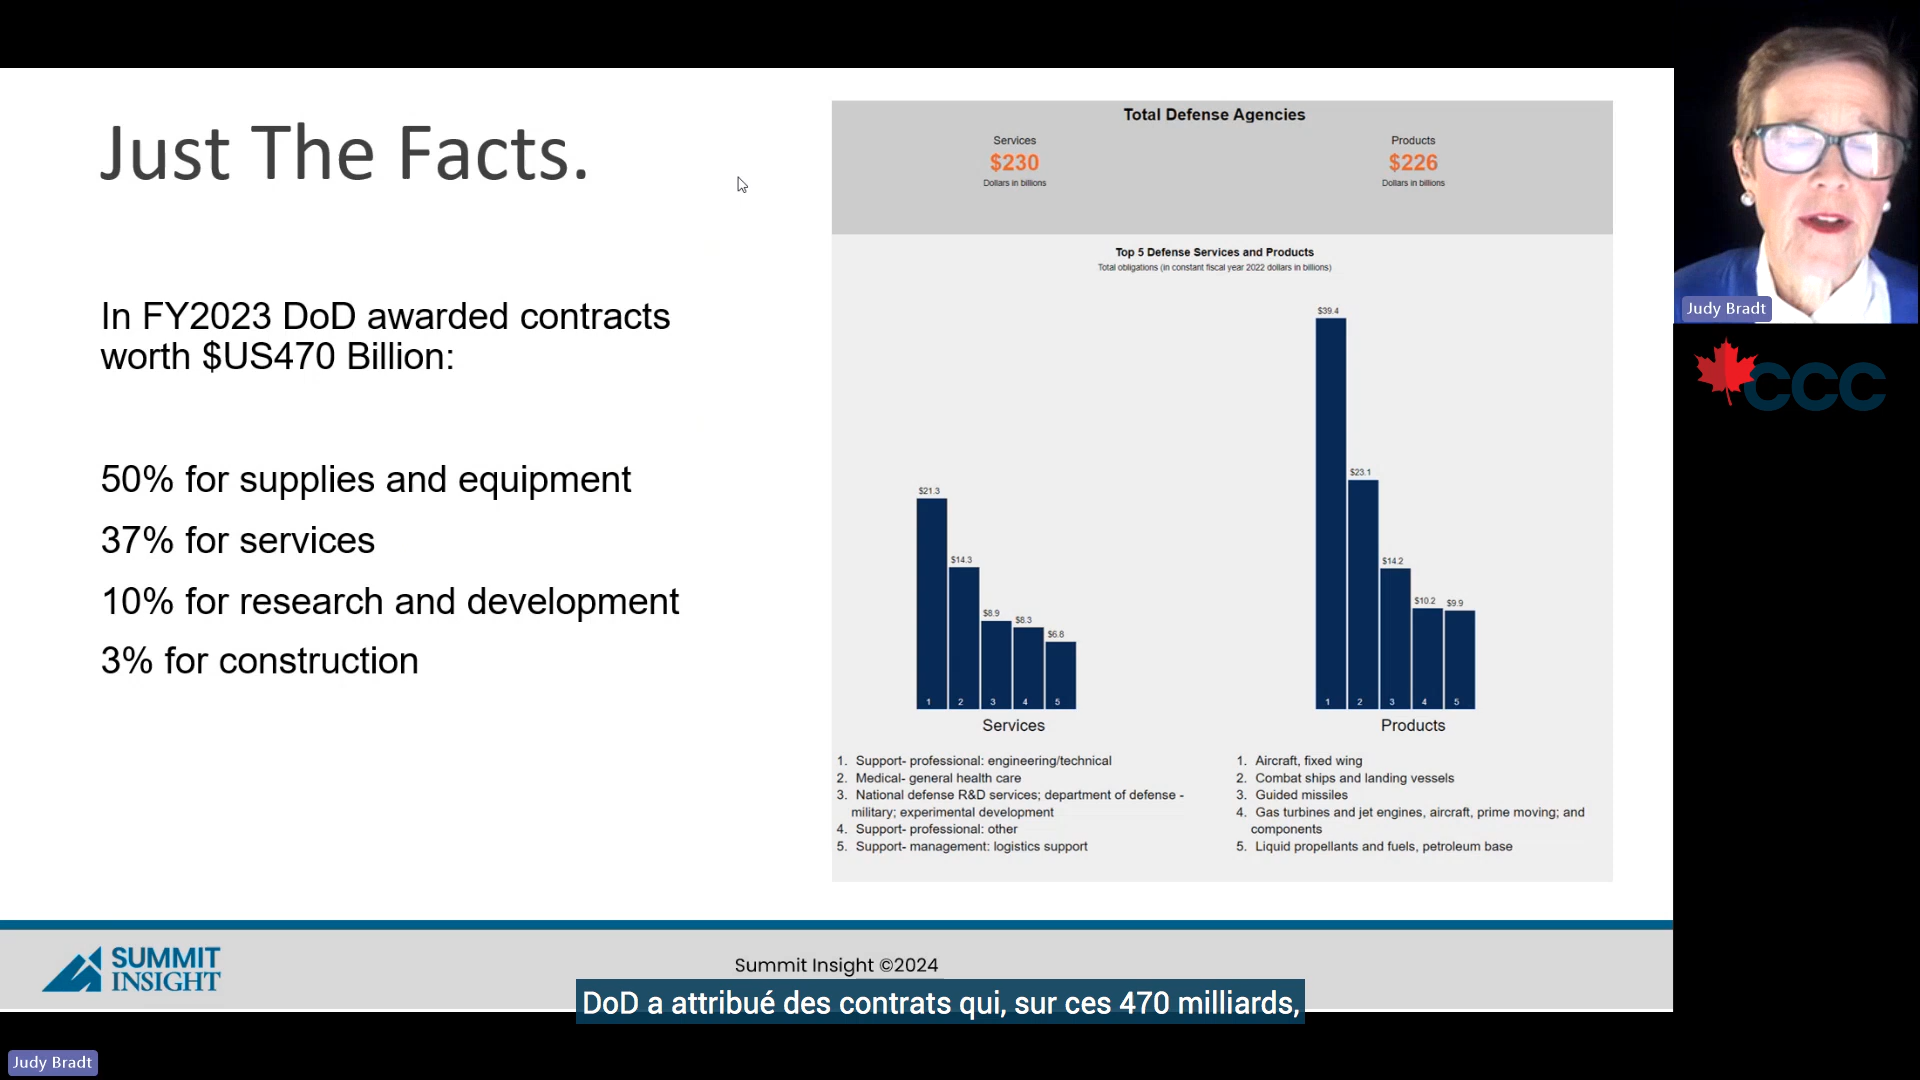 Just The Facts.
In FY2023 DoD awarded contracts
worth $US470 Billion:
50% for supplies and equipment
37% for services
10% for research and development
3% for construction
Total Defense Agencies
Services
$230
Dollars in billions
Products
$226
Dollars in billions
Top 5 Defense Services and Products
Total obligations (in constant fiscal year 2022 dollars in billions)
$21.3
$14.3
$8.9
$8.3
$6.8
1 2 3 4 5
Services
$39.4
$23.1
$14.2
$10.2
$9.9
1 2 3 4 5
Products
1. Support- professional: engineering/technical
2. Medical- general health care
3. National defense R&D services; department of defense -
military; experimental development
4. Support- professional: other
5. Support- management: logistics support
1. Aircraft, fixed wing
2. Combat ships and landing vessels
3. Guided missiles
4. Gas turbines and jet engines, aircraft, prime moving; and
components
5. Liquid propellants and fuels, petroleum base
Judy Bradt
CCC
SUMMIT
INSIGHT
Summit Insight ©2024
DoD a attribué des contrats qui, sur ces 470 milliards,
Judy Bradt